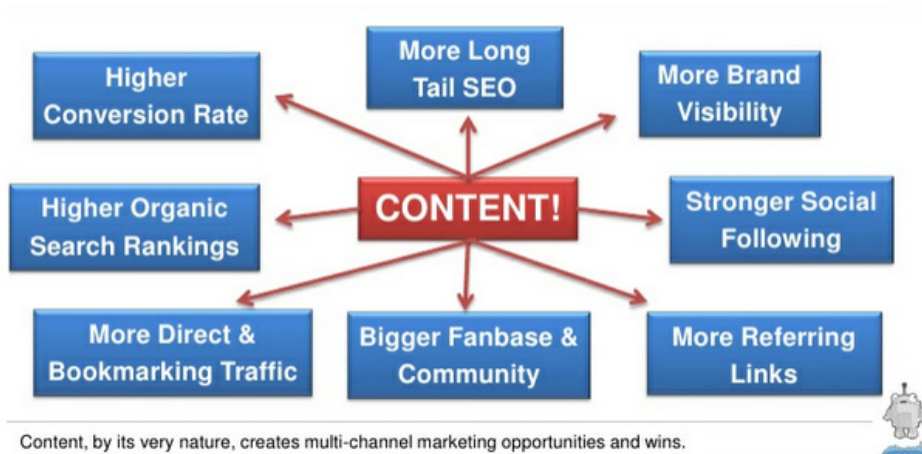 More Long
Tail SEO
Higher
Conversion Rate
More Brand
Visibility
CONTENT!
Higher Organic
Search Rankings
Stronger Social
Following
More Direct &
Bookmarking Traffic
Bigger Fanbase &
Community
More Referring
Links
Content, by its very nature, creates multi-channel marketing opportunities and wins.